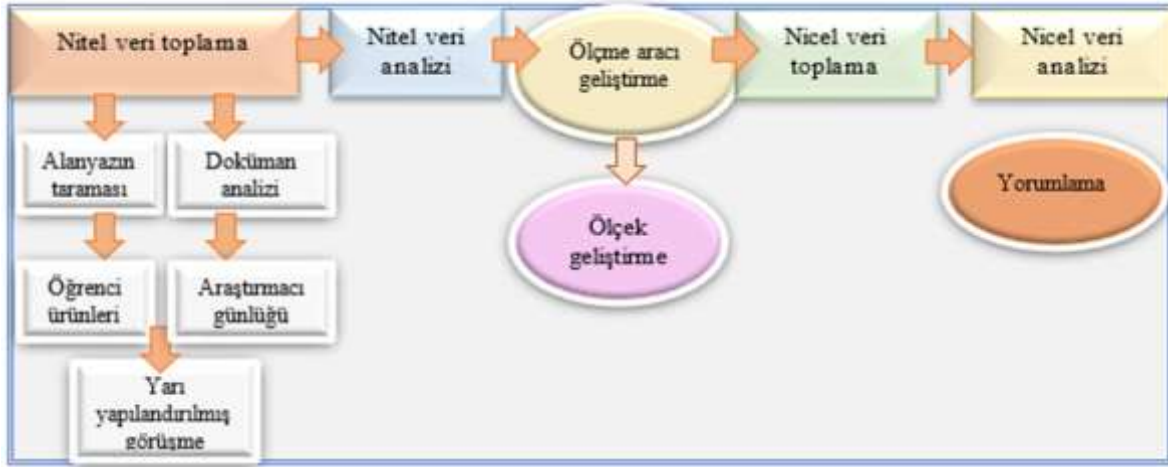 Nitel veri toplama
Nitel veri
analizi
Ölçme aracı
geliştirme
Nicel veri
toplama
Nicel veri
analizi
Alanyazın
taraması
Doküman
analizi
Ölçek
geliştirme
Yorumlama
Öğrenci
ürünleri
Araştırmacı
günlüğü
Yarı
yapılandırılmış
görüşme